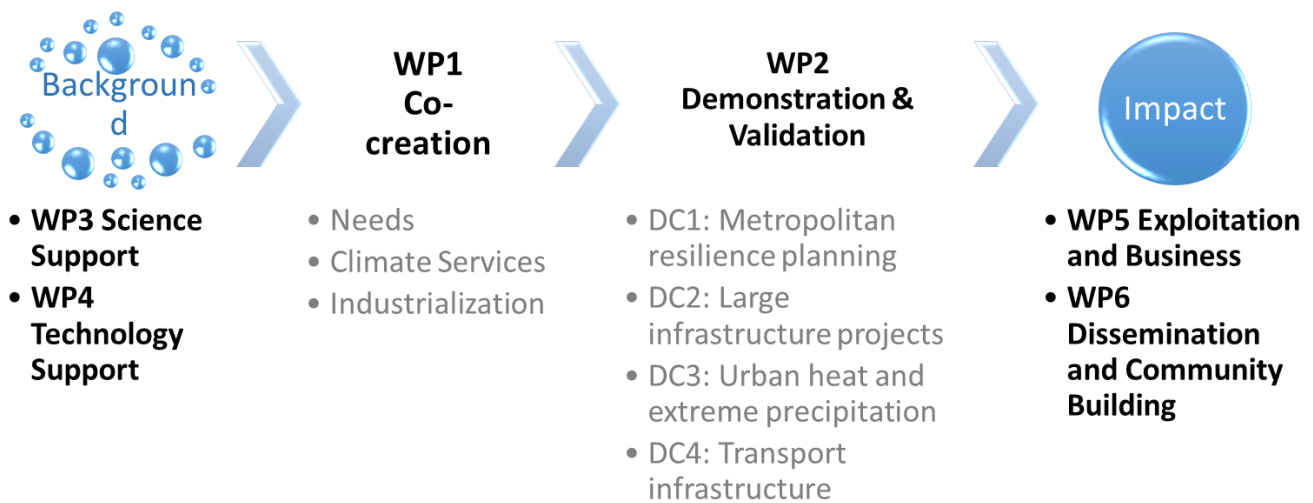 Backgroun
d
• WP3 Science
Support
• WP4
Technology
Support
WP1
Co-
creation
• Needs
• Climate Services
• Industrialization
WP2
Demonstration &
Validation
• DC1: Metropolitan
resilience planning
• DC2: Large
infrastructure projects
• DC3: Urban heat and
extreme precipitation
• DC4: Transport
infrastructure
Impact
• WP5 Exploitation
and Business
• WP6
Dissemination
and Community
Building